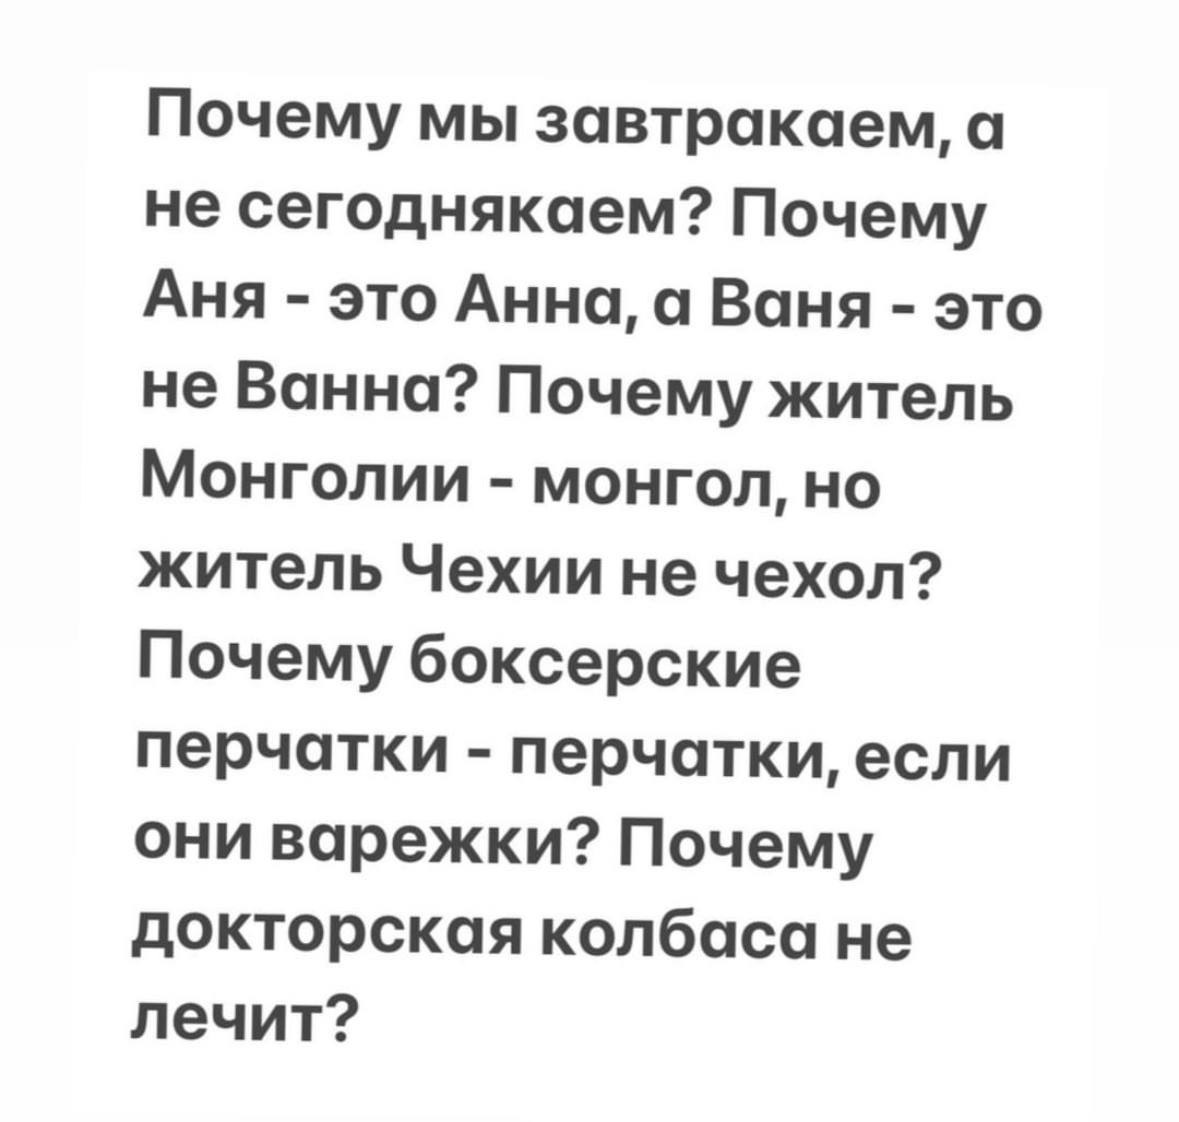 Почему мы завтракаем, а
не сегоднякаем? Почему
Аня - это Анна, а Ваня - это
не Ванна? Почему житель
Монголии - монгол, но
житель Чехии не чехол?
Почему боксерские
перчатки - перчатки, если
они варежки? Почему
докторская колбаса не
лечит?